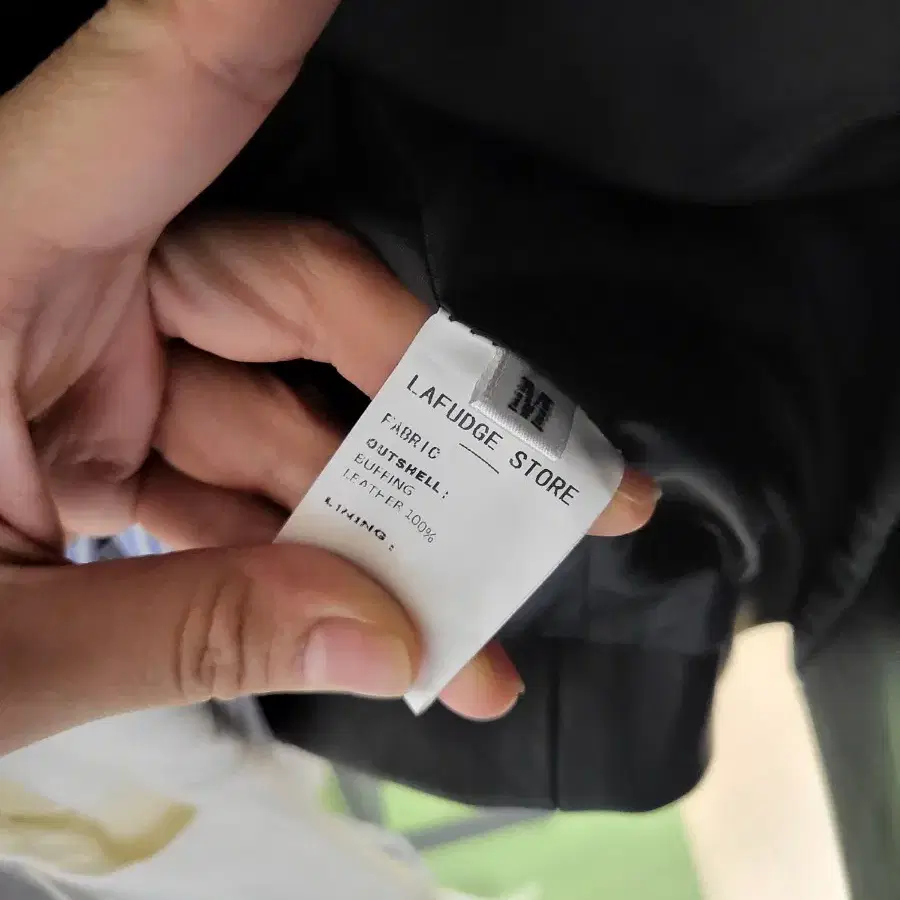 M
LAFUDGE STORE
FABRIC
OUTSHELL:
BUFFING
LEATHER 100%
LINING: